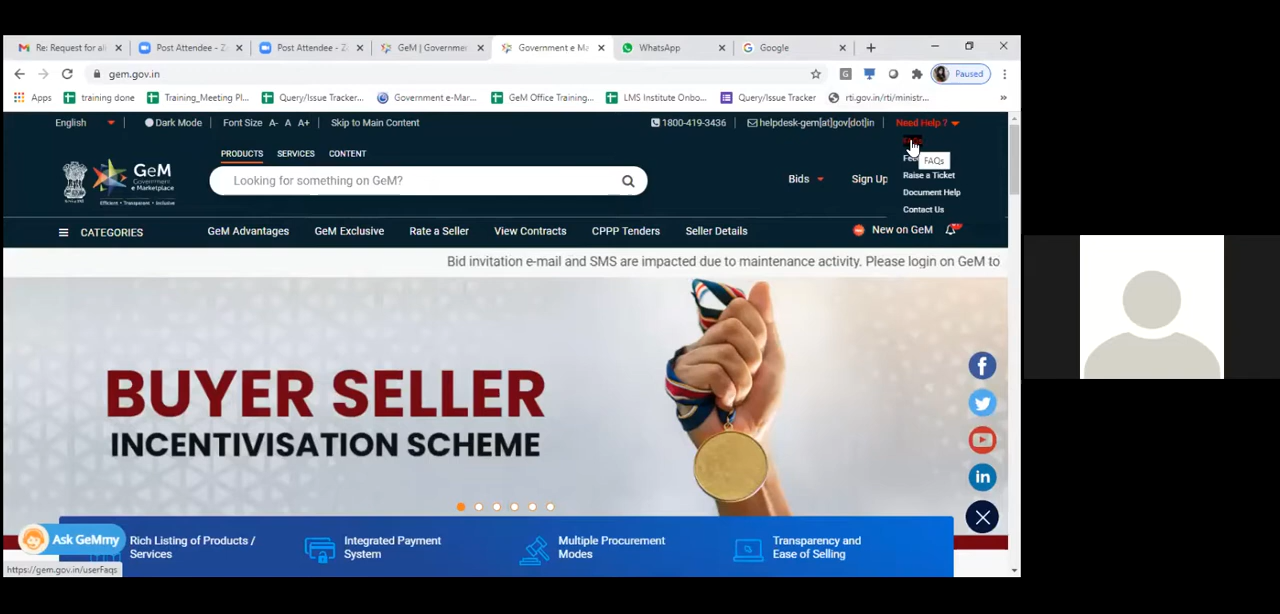 Re: Request for al
Post Attendee - Z
Post Attendee - Z
GeM | Governme
Government e Ma
WhatsApp
Google
gem.gov.in
Paused
Apps
training done
Training_Meeting Pl...
Query/Issue Tracker...
Government e-Mar...
GeM Office Training...
LMS Institute Onbo...
Query/Issue Tracker
rti.gov.in/rti/ministr...
English
Dark Mode
Font Size A- A A+
Skip to Main Content
1800-419-3436
helpdesk-gem[at]gov[dot]in
Need Help ?
FAQs
Raise a Ticket
Document Help
Contact Us
GeM
Government
e Marketplace
Efficient • Transparent • Inclusive
PRODUCTS
SERVICES
CONTENT
Looking for something on GeM?
Bids
Sign Up
CATEGORIES
GeM Advantages
GeM Exclusive
Rate a Seller
View Contracts
CPPP Tenders
Seller Details
New on GeM
Bid invitation e-mail and SMS are impacted due to maintenance activity. Please login on GeM to
BUYER SELLER
INCENTIVISATION SCHEME
Ask GeMmy
Rich Listing of Products /
Services
Integrated Payment
System
Multiple Procurement
Modes
Transparency and
Ease of Selling
https://gem.gov.in/userFaqs